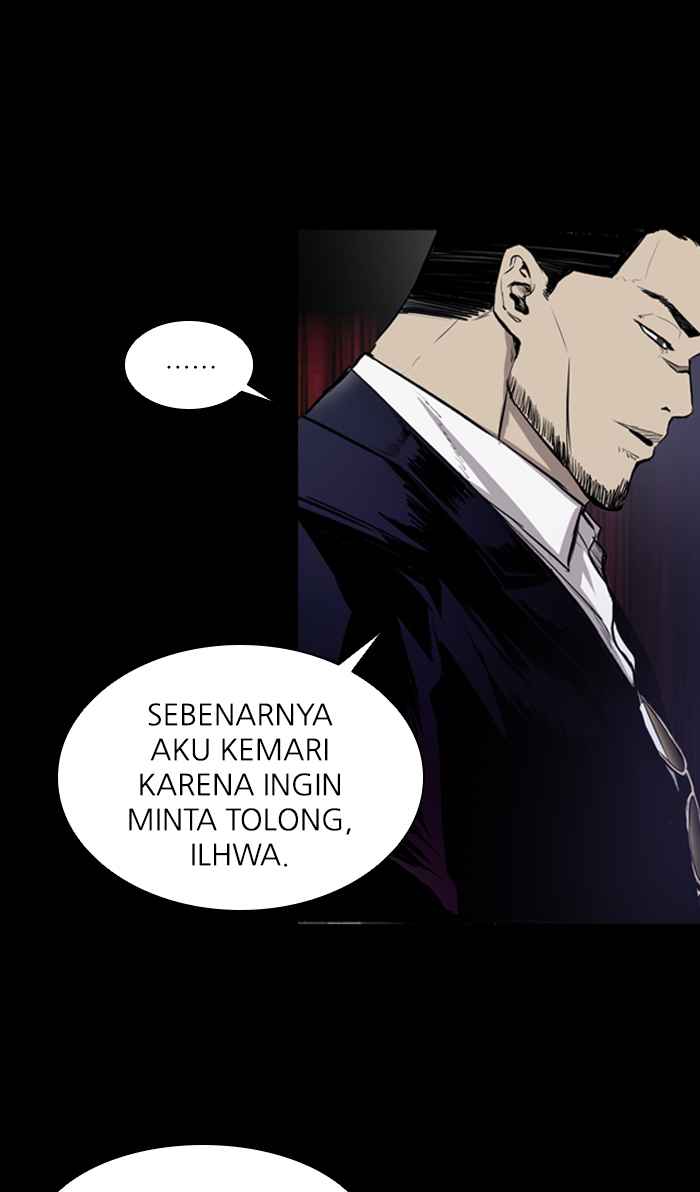 ......
SEBENARNYA
AKU KEMARI
KARENA INGIN
MINTA TOLONG,
ILHWA.